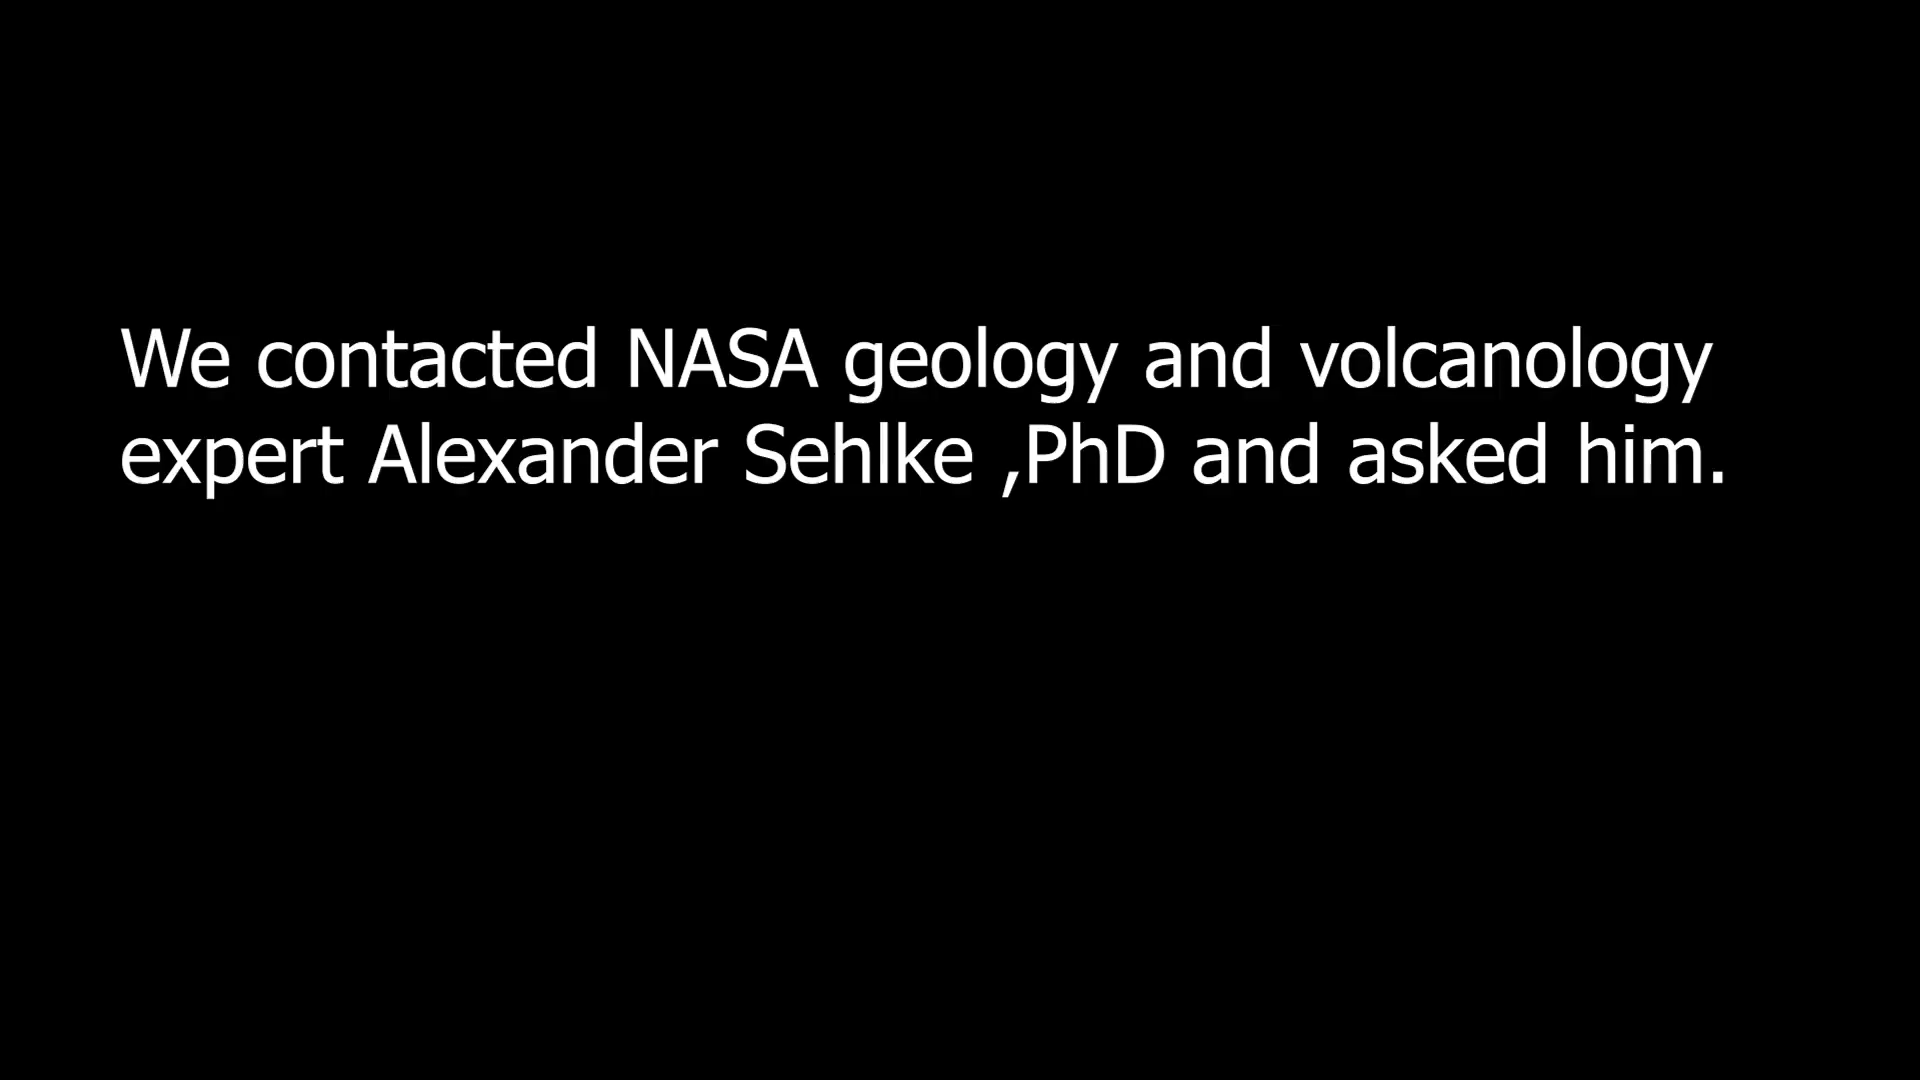 We contacted NASA geology and volcanology
expert Alexander Sehlke ,PhD and asked him.